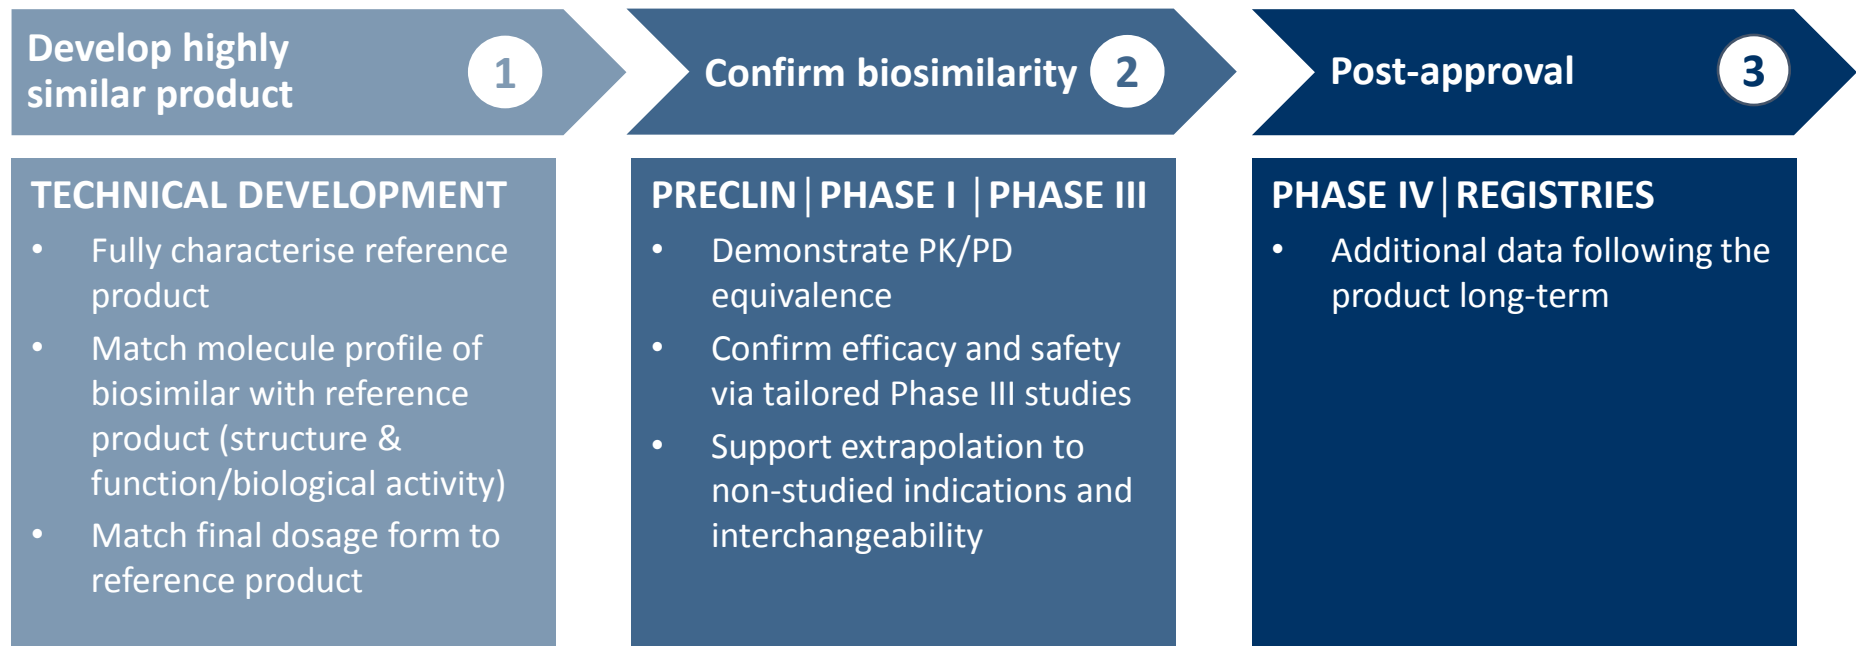 Develop highly
similar product
1
Confirm biosimilarity
2
Post-approval
3
TECHNICAL DEVELOPMENT
• Fully characterise reference
product
• Match molecule profile of
biosimilar with reference
product (structure &
function/biological activity)
• Match final dosage form to
reference product
PRECLIN|PHASE I |PHASE III
• Demonstrate PK/PD
equivalence
• Confirm efficacy and safety
via tailored Phase III studies
• Support extrapolation to
non-studied indications and
interchangeability
PHASE IV|REGISTRIES
• Additional data following the
product long-term